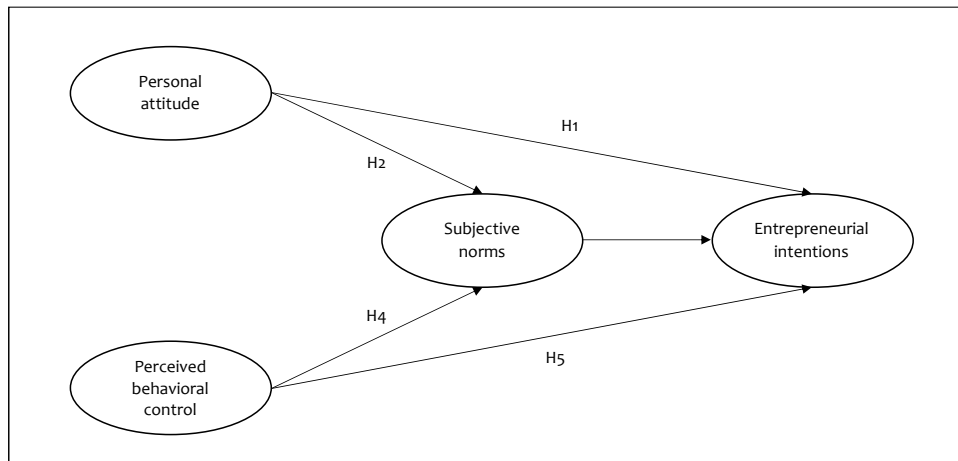 Personal
attitude
H1
H2
Subjective
norms
Entrepreneurial
intentions
H4
H5
Perceived
behavioral
control